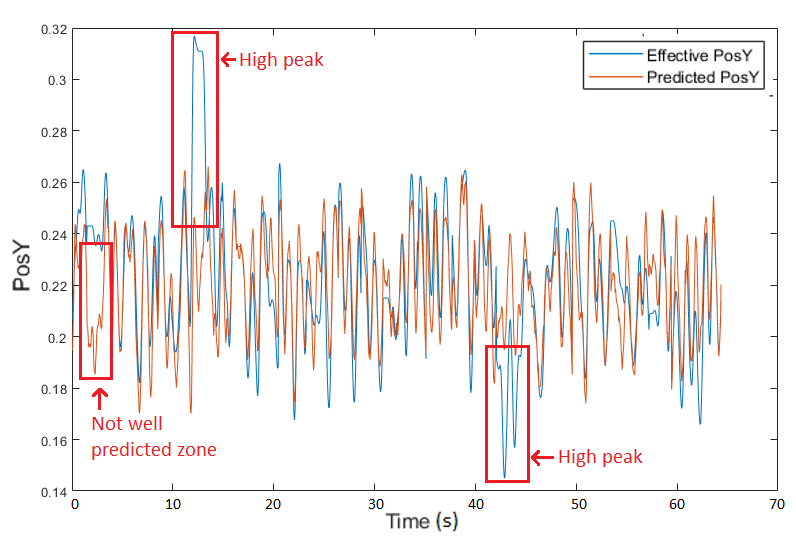 0.32
0.3
0.28
0.26
0.24
0.22
0.2
0.18
0.16
0.14
PosY
High peak
Effective PosY
Predicted PosY
Not well
predicted zone
High peak
0 10 20 30 40 50 60 70
Time (s)